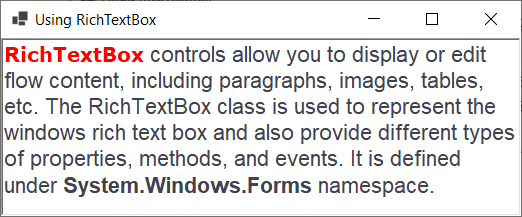 Using RichTextBox
RichTextBox controls allow you to display or edit
flow content, including paragraphs, images, tables,
etc. The RichTextBox class is used to represent the
windows rich text box and also provide different types
of properties, methods, and events. It is defined
under System.Windows.Forms namespace.